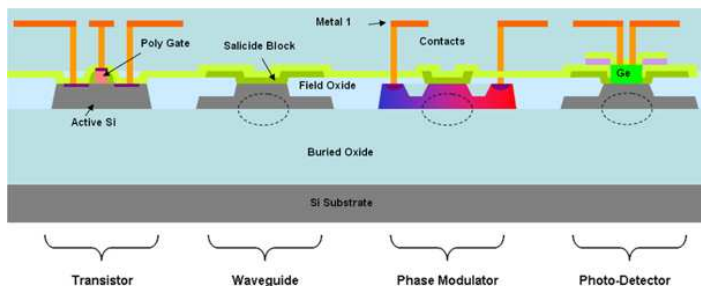 Metal 1
Contacts
Poly Gate
Salicide Block
Ge
Field Oxide
Active Si
Buried Oxide
Si Substrate
Transistor
Waveguide
Phase Modulator
Photo-Detector